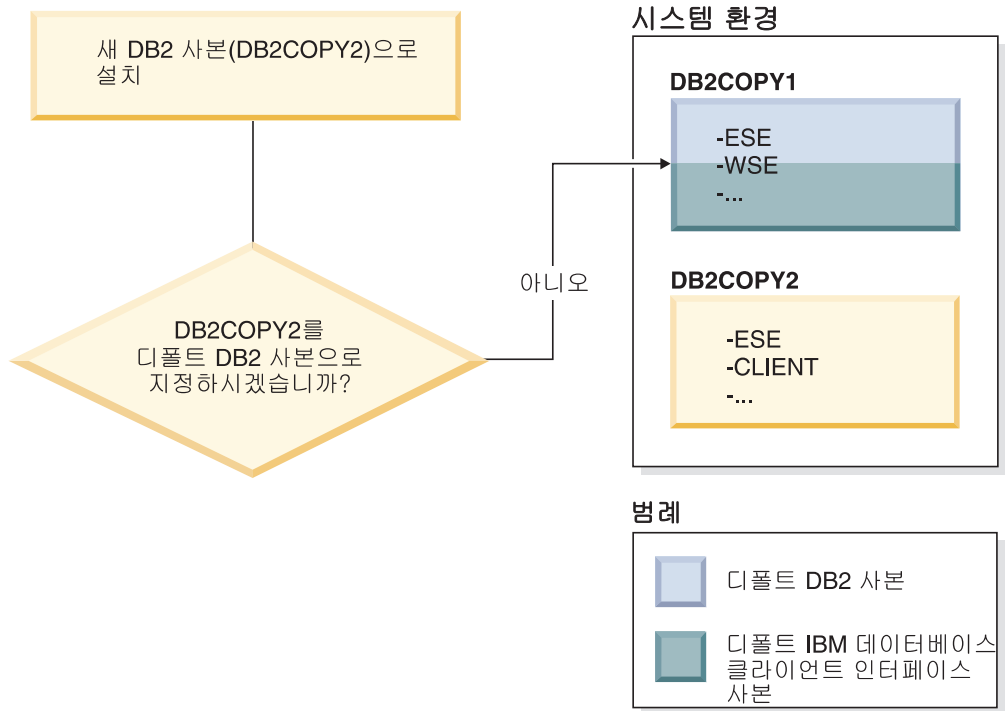 새 DB2 사본(DB2COPY2)으로
설치
DB2COPY2를
디폴트 DB2 사본으로
지정하시겠습니까?
아니오
시스템 환경
DB2COPY1
-ESE
-WSE
-...
DB2COPY2
-ESE
-CLIENT
-...
범례
디폴트 DB2 사본
디폴트 IBM 데이터베이스
클라이언트 인터페이스
사본